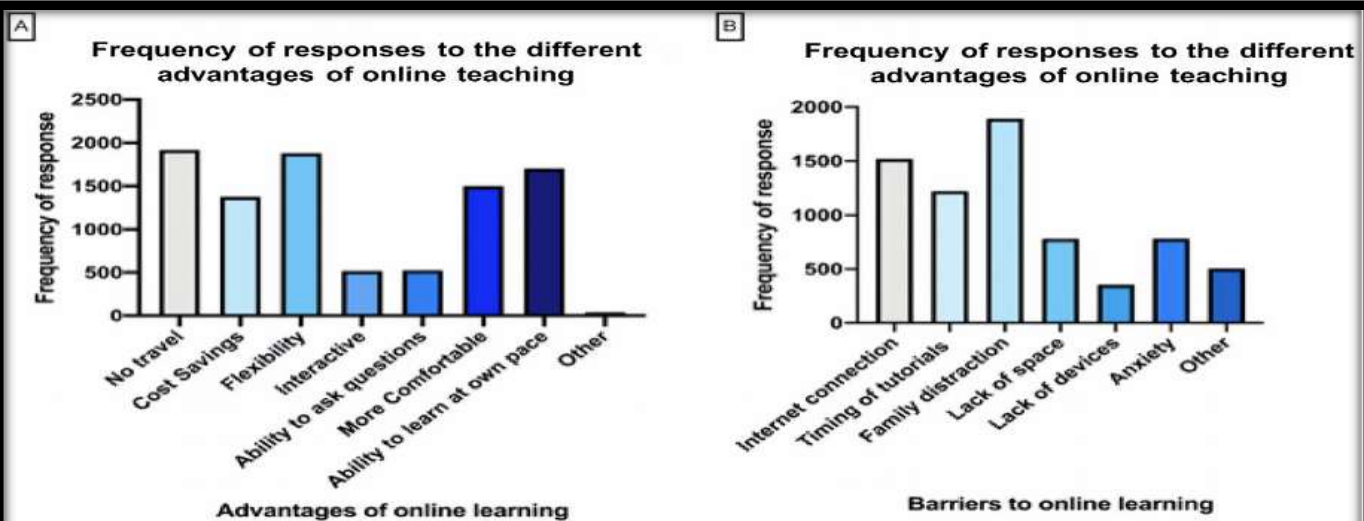 A
Frequency of responses to the different
advantages of online teaching
Frequency of response
2500
2000
1500
1000
500
0
No travel
Cost Savings
Flexibility
Interactive
Ability to ask questions
More Comfortable
Ability to learn at own pace
Other
Advantages of online learning
B
Frequency of responses to the different
advantages of online teaching
Frequency of response
2000
1500
1000
500
0
Internet connection
Timing of tutorials
Family distraction
Lack of space
Lack of devices
Anxiety
Other
Barriers to online learning